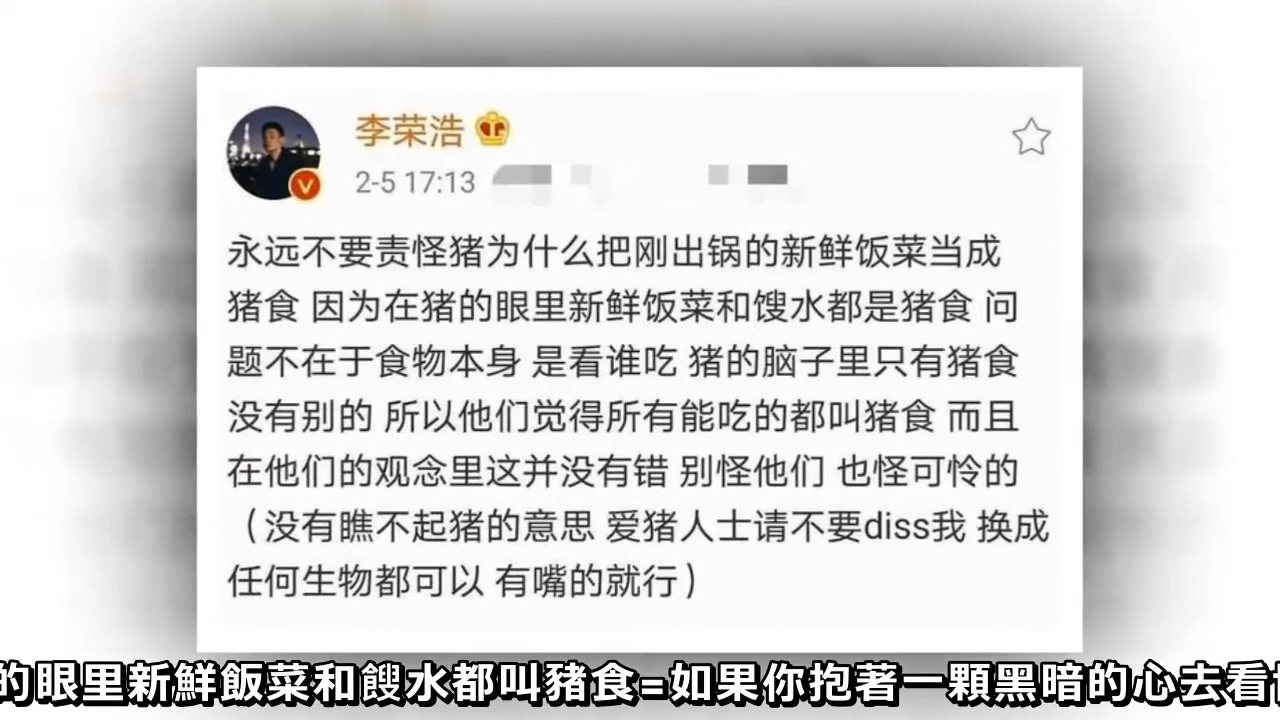 李荣浩
2-5 17:13
永远不要责怪猪为什么把刚出锅的新鲜饭菜当成
猪食 因为在猪的眼里新鲜饭菜和馊水都是猪食 问
题不在于食物本身 是看谁吃 猪的脑子里只有猪食
没有别的 所以他们觉得所有能吃的都叫猪食 而且
在他们的观念里这并没有错 别怪他们 也怪可怜的
（没有瞧不起猪的意思 爱猪人士请不要diss我 换成
任何生物都可以 有嘴的就行）
的眼里新鮮飯菜和餿水都叫豬食=如果你抱著一顆黑暗的心去看